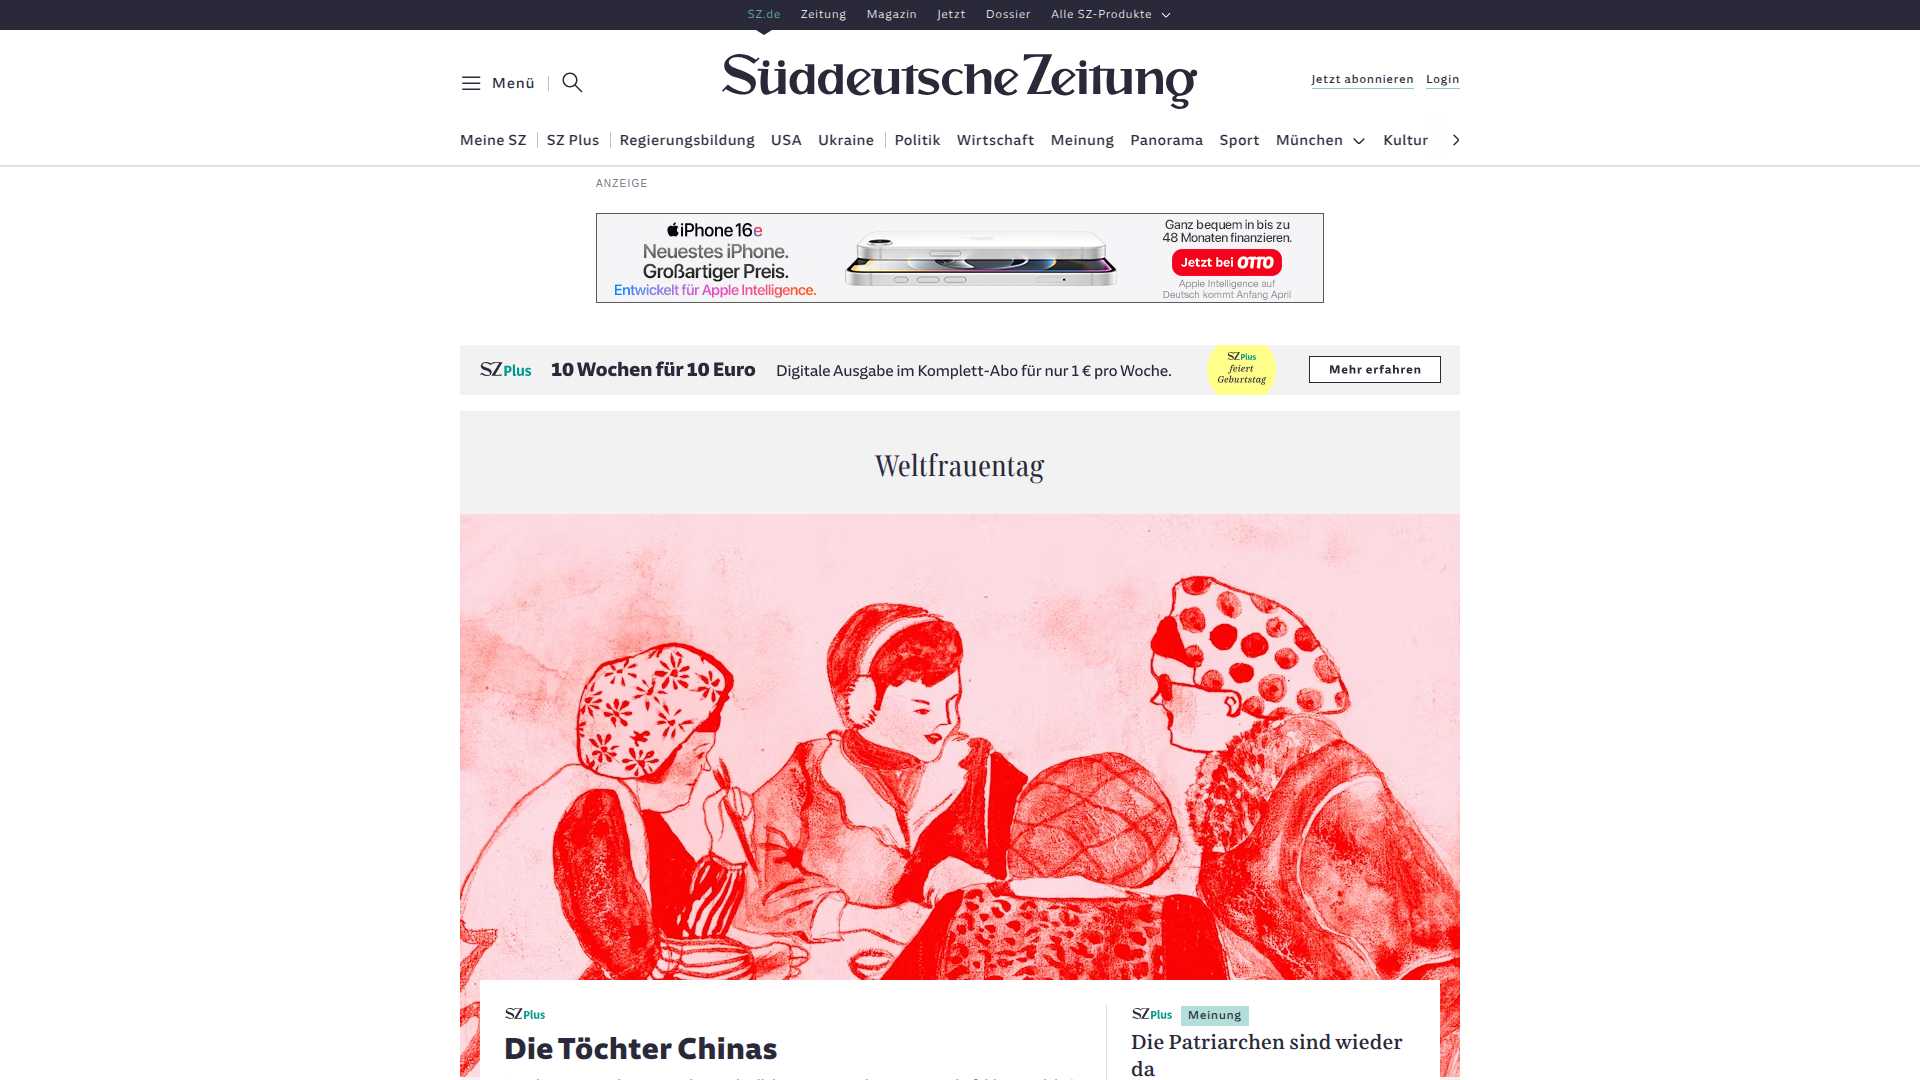 SZ.de Zeitung Magazin Jetzt Dossier Alle SZ-Produkte
Menü
Süddeutsche Zeitung
Jetzt abonnieren Login
Meine SZ SZ Plus Regierungsbildung USA Ukraine Politik Wirtschaft Meinung Panorama Sport München Kultur
ANZEIGE
iPhone 16e
Neuestes iPhone.
Großartiger Preis.
Entwickelt für Apple Intelligence.
Ganz bequem in bis zu
48 Monaten finanzieren.
Jetzt bei OTTO
Apple Intelligence auf
Deutsch kommt Anfang April
SZ Plus 10 Wochen für 10 Euro Digitale Ausgabe im Komplett-Abo für nur 1 € pro Woche.
SZ Plus
feiert
Geburtstag
Mehr erfahren
Weltfrauentag
SZ Plus
Die Töchter Chinas
SZ Plus Meinung
Die Patriarchen sind wieder
da